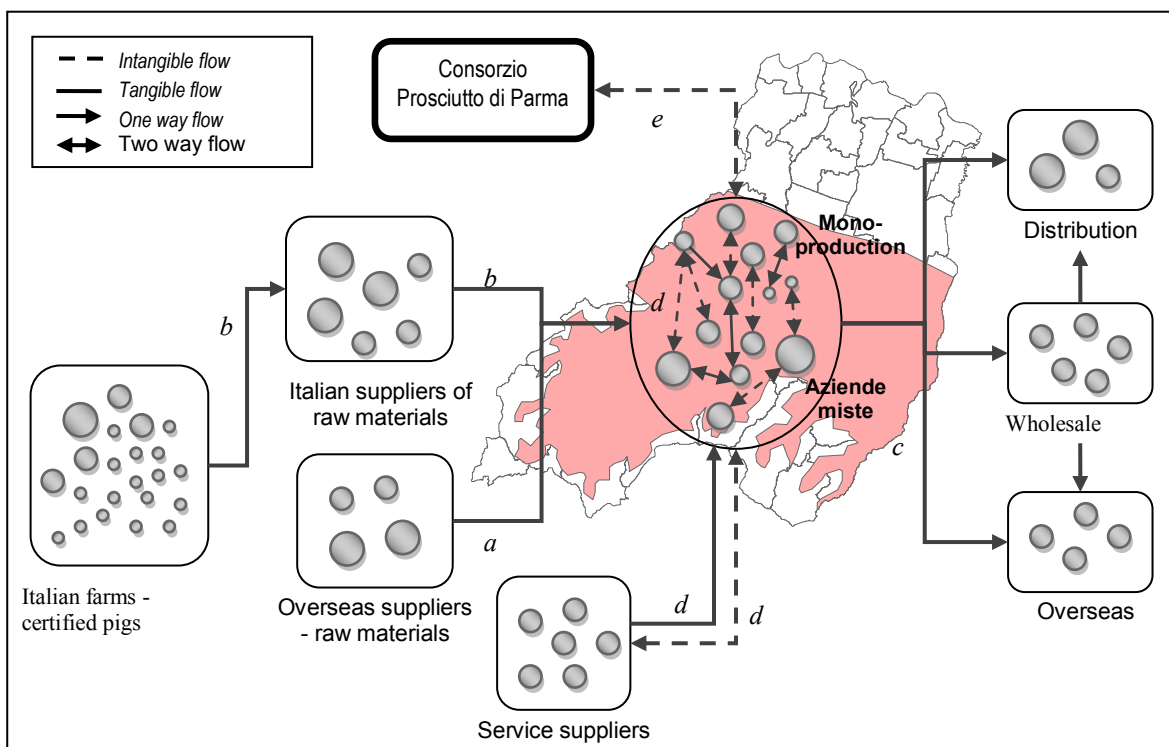 Intangible flow
Tangible flow
One way flow
Two way flow
Consorzio
Prosciutto di Parma
e
Mono-
production
Distribution
b
b
d
Italian suppliers of
raw materials
Aziende
miste
Wholesale
c
a
Italian farms -
certified pigs
Overseas suppliers
- raw materials
d
d
Overseas
Service suppliers